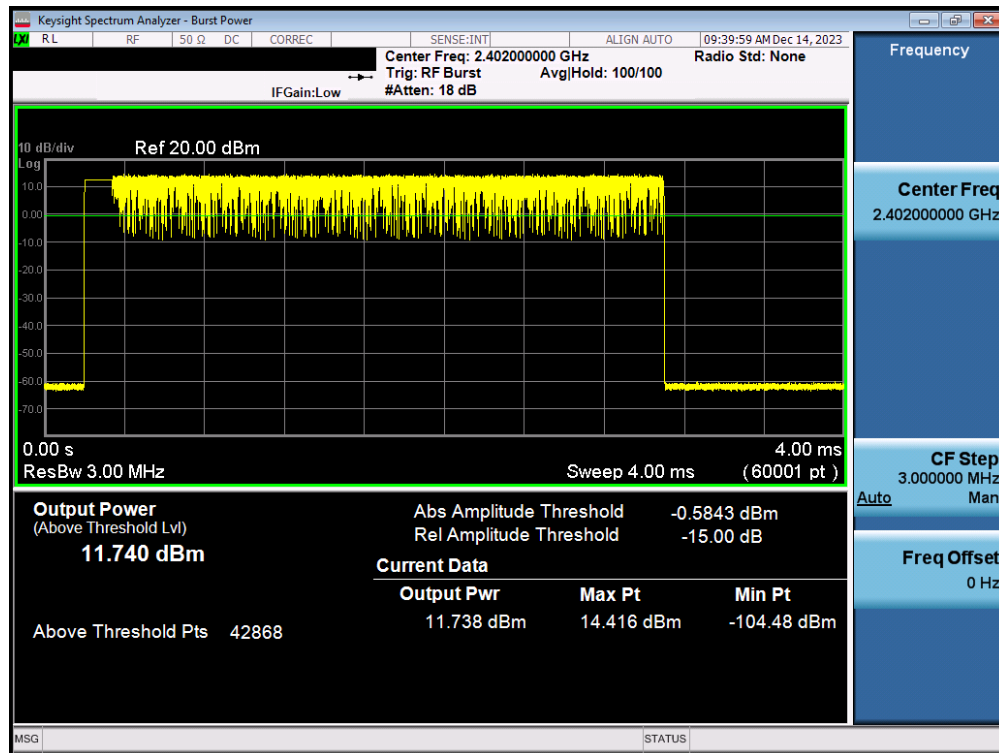 Keysight Spectrum Analyzer - Burst Power
LXI RL RF 50 Ω DC CORREC SENSE:INT ALIGN AUTO 09:39:59 AM Dec 14, 2023
Center Freq: 2.402000000 GHz Radio Std: None
Trig: RF Burst Avg|Hold: 100/100
IFGain:Low #Atten: 18 dB
Frequency
10 dB/div Ref 20.00 dBm
Log
10.0
0.00
-10.0
-20.0
-30.0
-40.0
-50.0
-60.0
-70.0
0.00 s 4.00 ms
ResBw 3.00 MHz Sweep 4.00 ms (60001 pt )
Output Power
(Above Threshold Lvl)
11.740 dBm
Above Threshold Pts 42868
Abs Amplitude Threshold -0.5843 dBm
Rel Amplitude Threshold -15.00 dB
Current Data
Output Pwr Max Pt Min Pt
11.738 dBm 14.416 dBm -104.48 dBm
Center Freq
2.402000000 GHz
CF Step
3.000000 MHz
Auto Man
Freq Offset
0 Hz
MSG STATUS